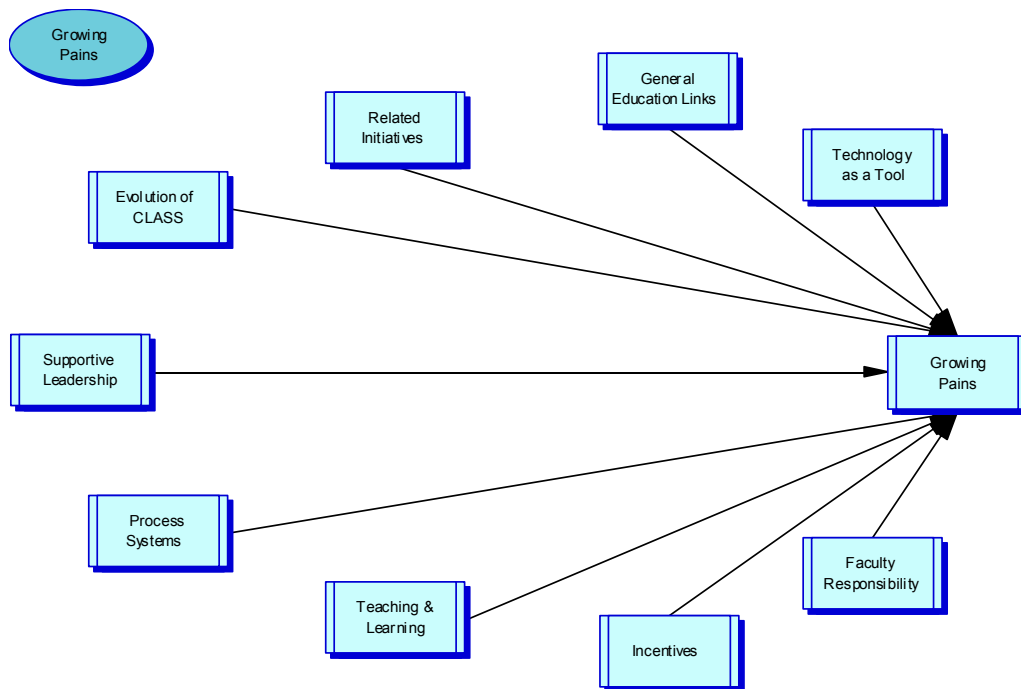 Growing
Pains
General
Education Links
Related
Initiatives
Technology
as a Tool
Evolution of
CLASS
Supportive
Leadership
Growing
Pains
Process
Systems
Faculty
Responsibility
Teaching &
Learning
Incentives